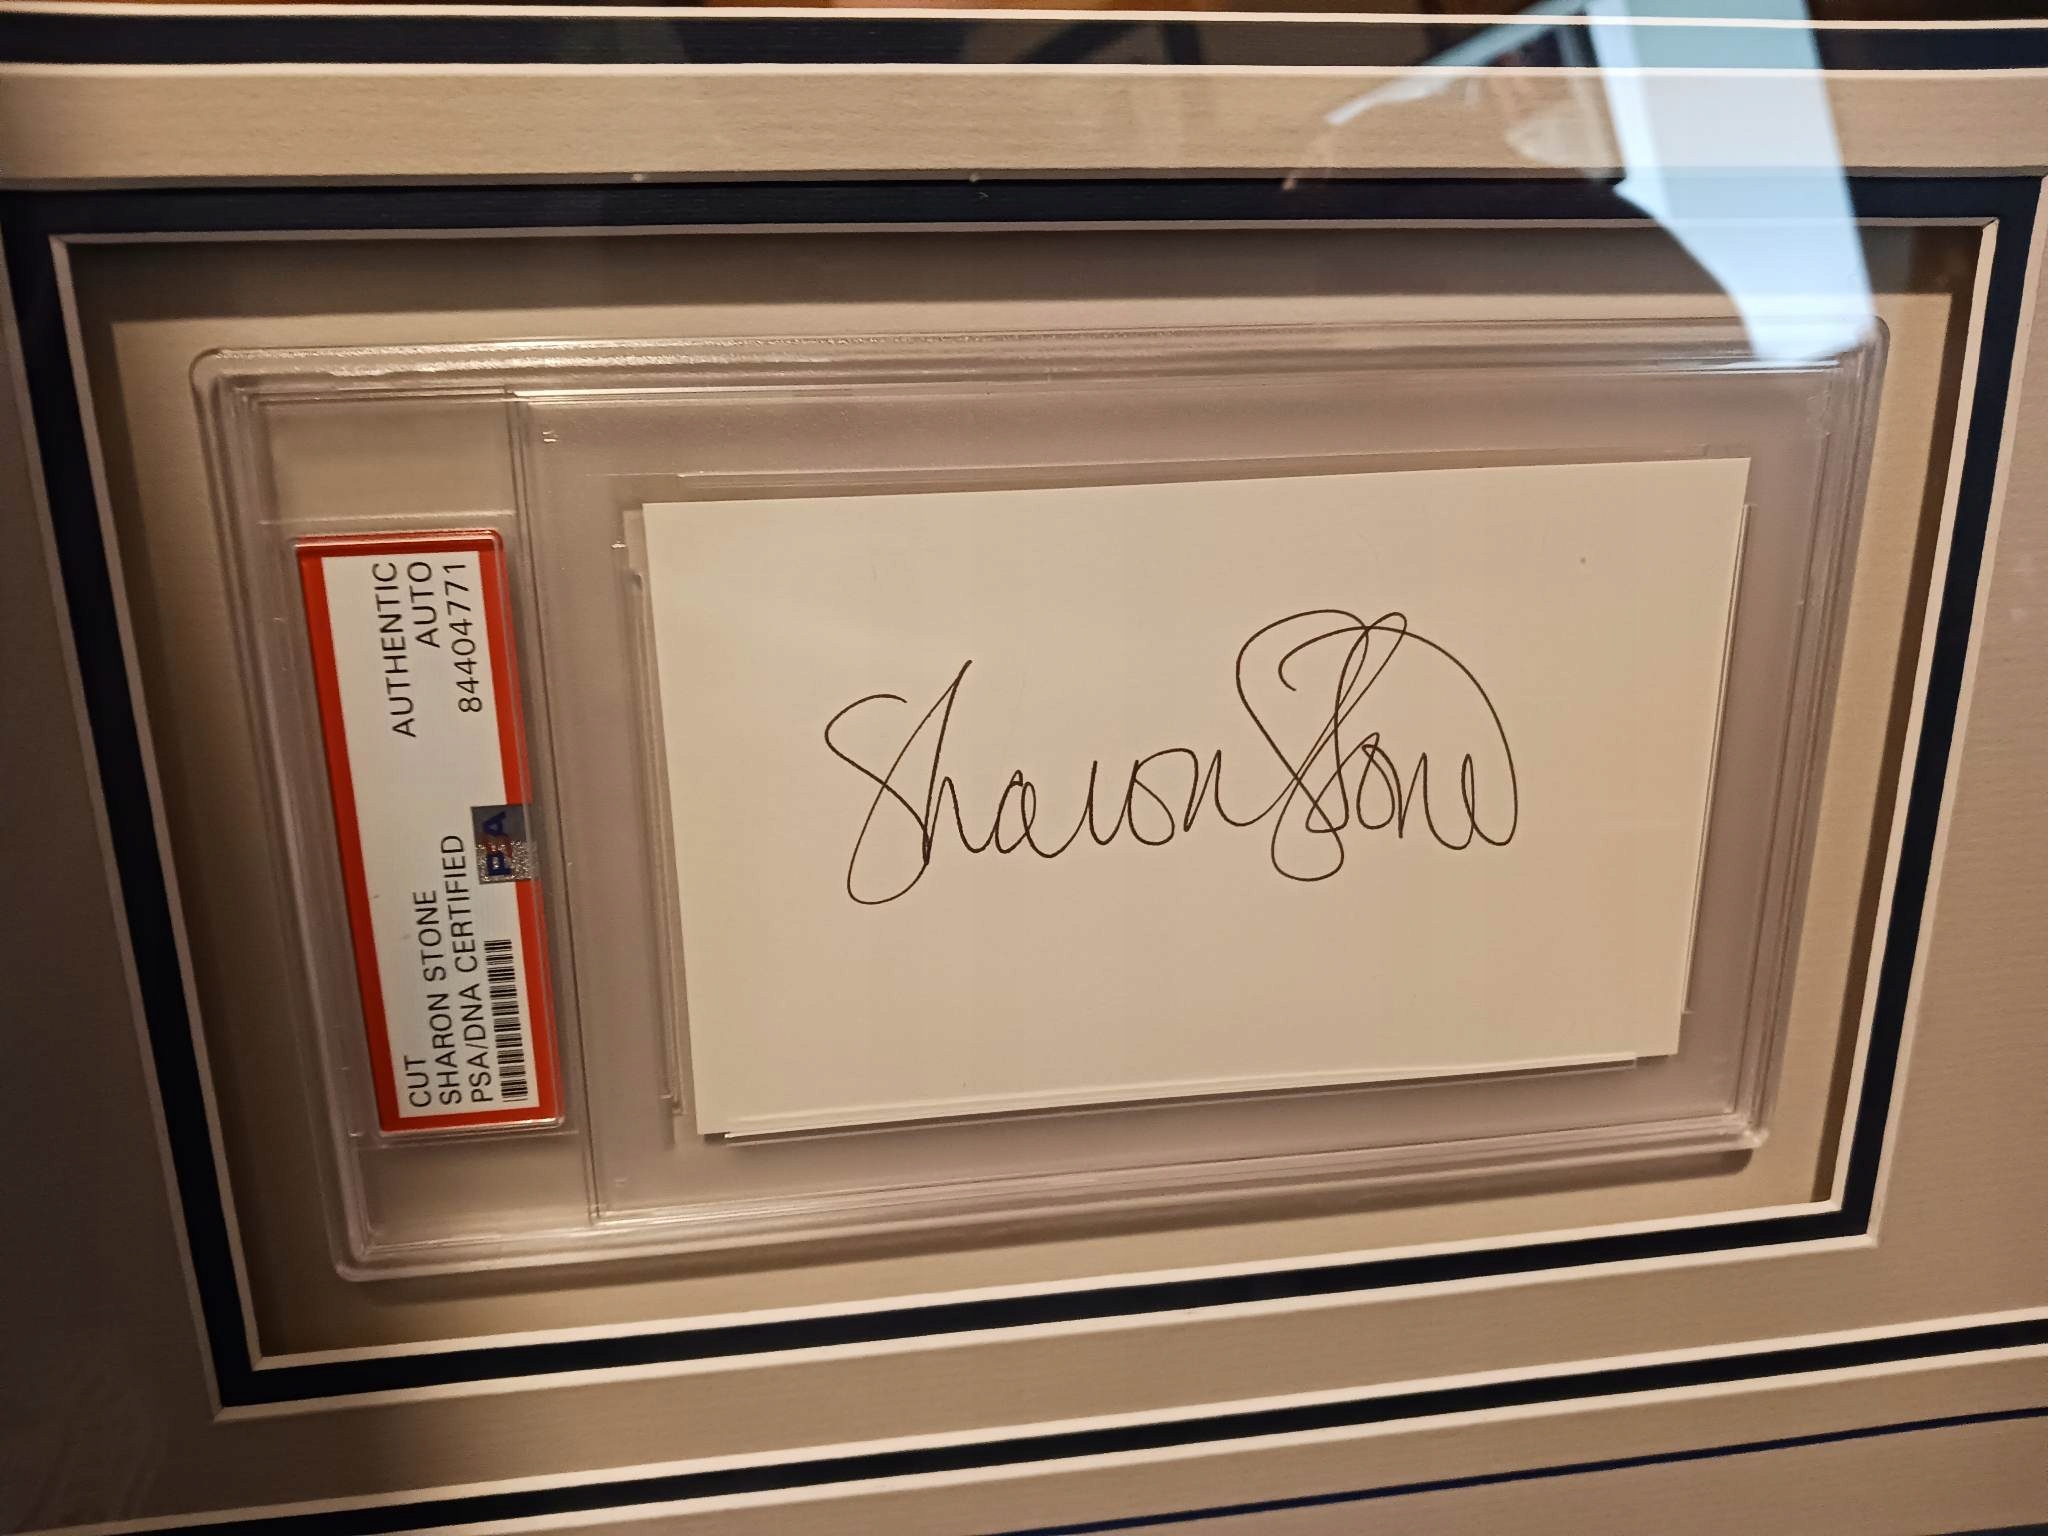 CUT
AUTHENTIC
SHARON STONE
AUTO
PSA/DNA CERTIFIED
84404771
PSA
Sharon Stone